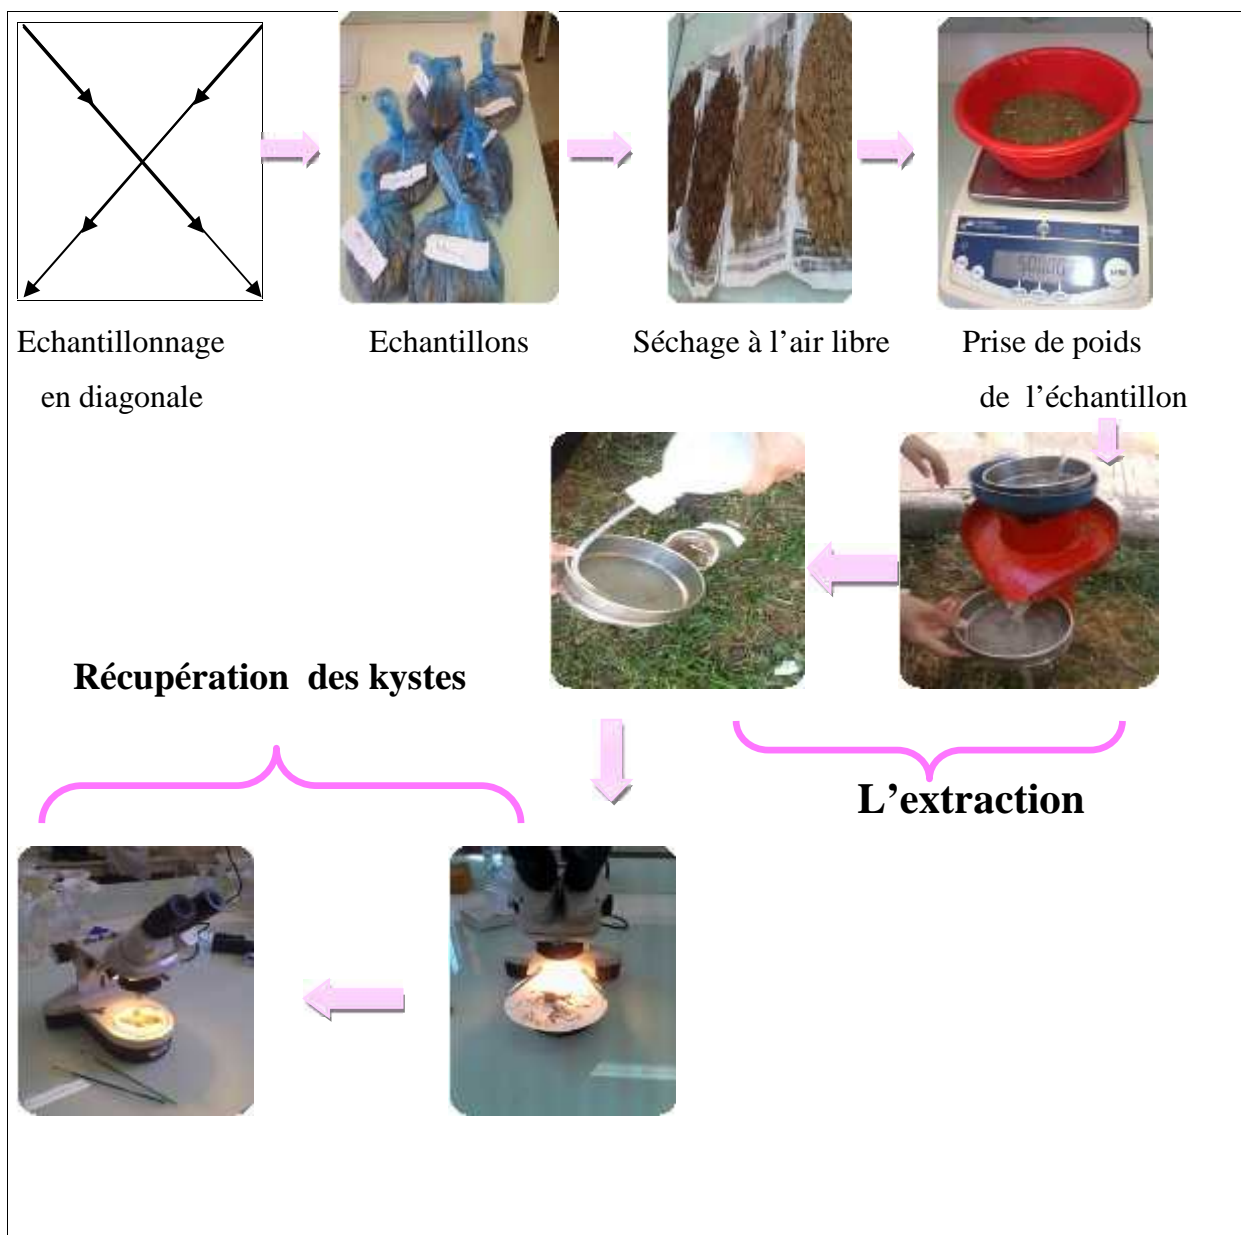 Echantillonnage
en diagonale
Echantillons
Séchage à l’air libre
Prise de poids
de l’échantillon
Récupération des kystes
L’extraction